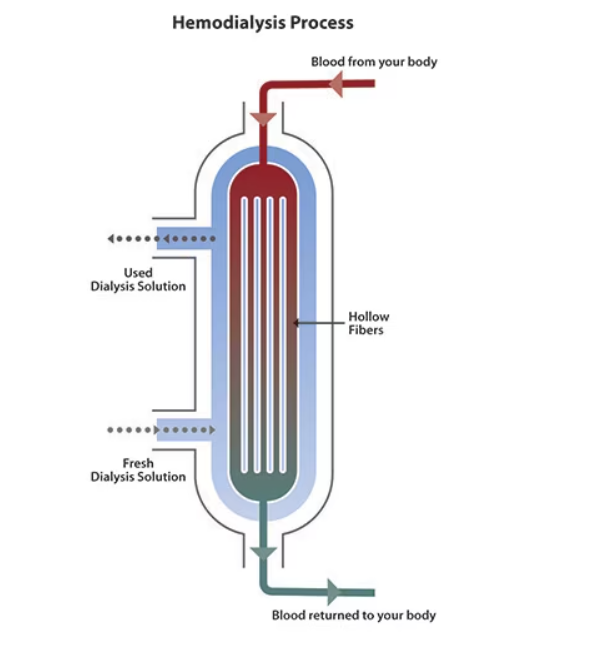 Hemodialysis Process
Blood from your body
Used
Dialysis Solution
Hollow
Fibers
Fresh
Dialysis Solution
Blood returned to your body